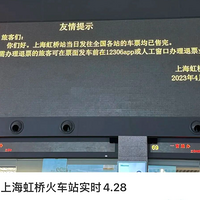 友情提示
旅客们：
你们好。上海虹桥站当日发往全国各站的车票均已售完。
办理退票的旅客可在票面发车前在12306app或人工窗口办理退票
上海虹
2023年4
69
上海虹桥火车站实时4.28